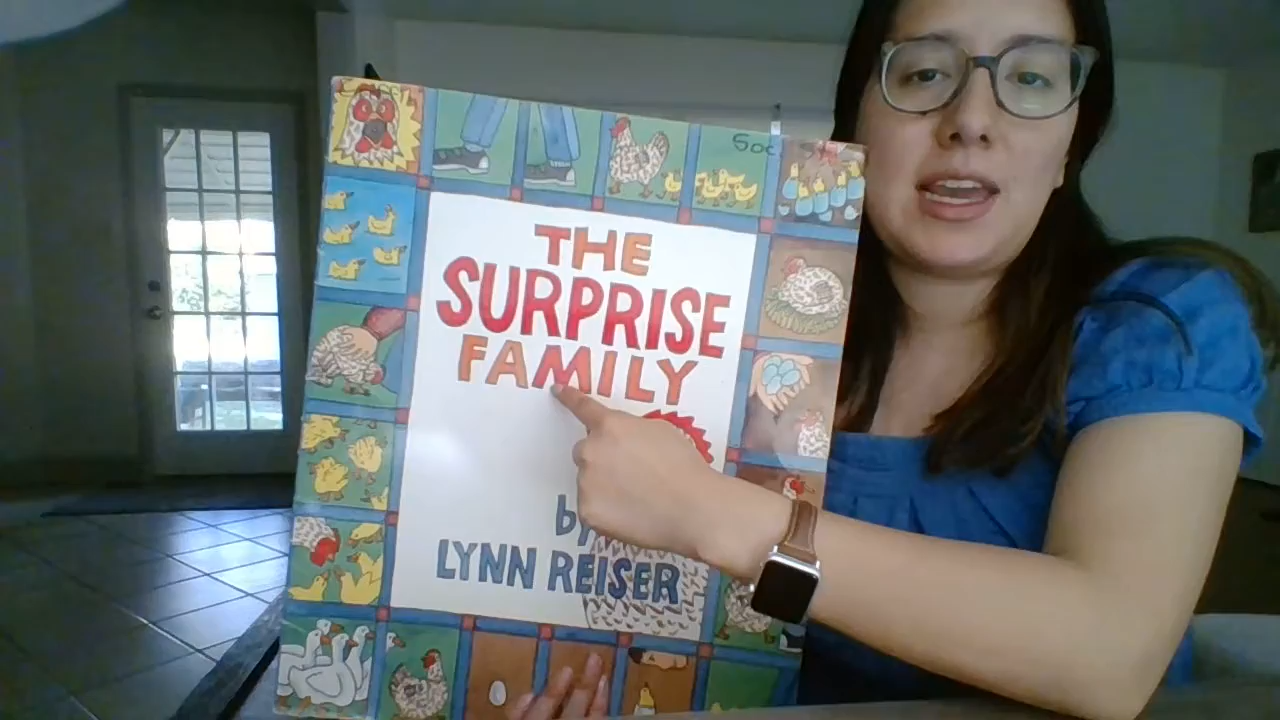 THE
SURPRISE
FAMILY
by
LYNN REISER